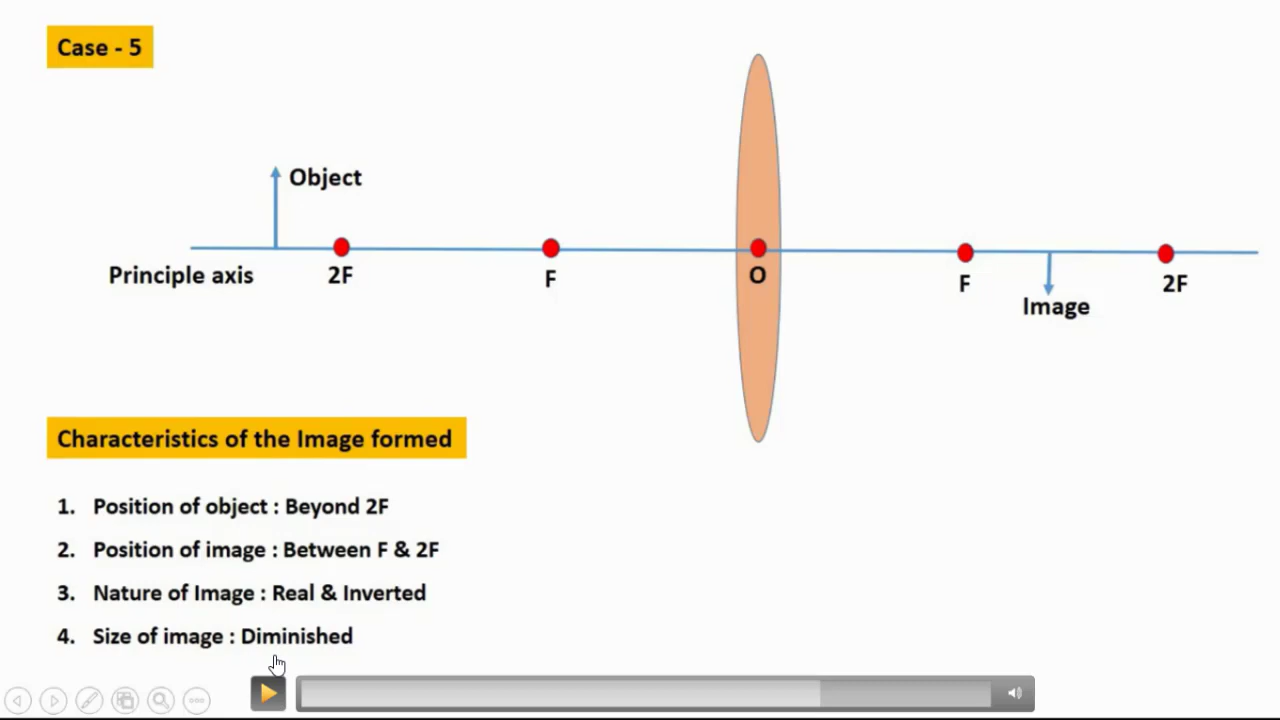 Case - 5
Object
Principle axis
2F
F
O
F
Image
2F
Characteristics of the Image formed
1. Position of object : Beyond 2F
2. Position of image : Between F & 2F
3. Nature of Image : Real & Inverted
4. Size of image : Diminished